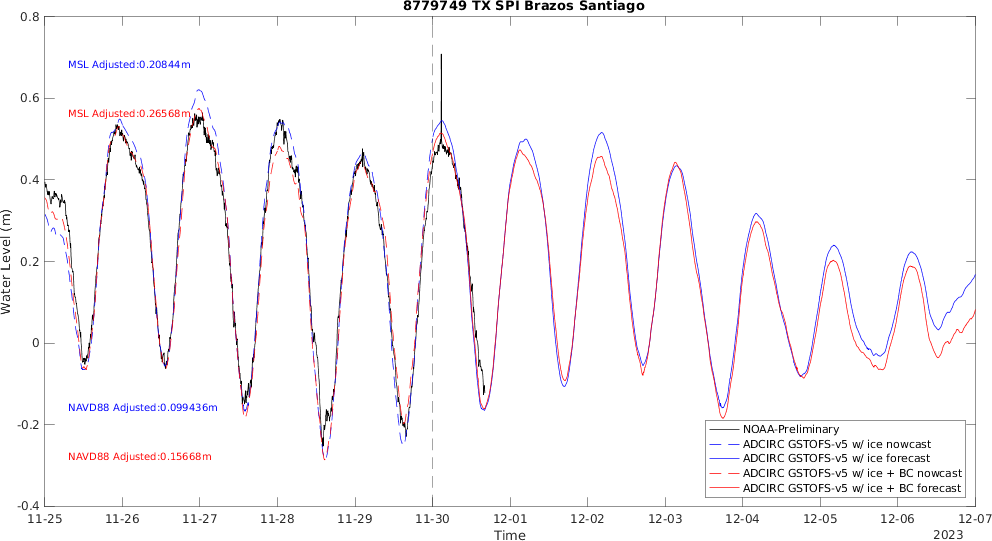 8779749 TX SPI Brazos Santiago
0.8
0.6
0.4
0.2
0
-0.2
-0.4
Water Level (m)
MSL Adjusted:0.20844m
MSL Adjusted:0.26568m
NAVD88 Adjusted:0.099436m
NAVD88 Adjusted:0.15668m
NOAA-Preliminary
ADCIRC GSTOFS-v5 w/ ice nowcast
ADCIRC GSTOFS-v5 w/ ice forecast
ADCIRC GSTOFS-v5 w/ ice + BC nowcast
ADCIRC GSTOFS-v5 w/ ice + BC forecast
11-25 11-26 11-27 11-28 11-29 11-30 12-01 12-02 12-03 12-04 12-05 12-06 12-07
Time
2023